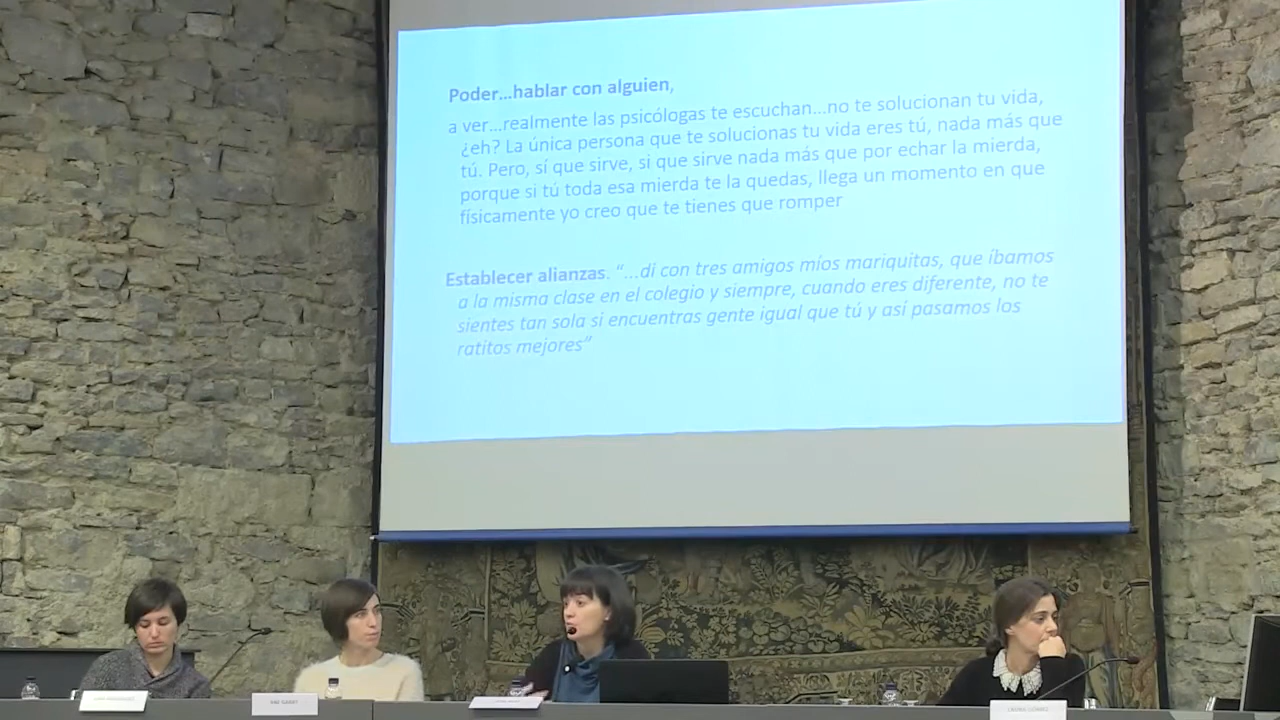 Poder...hablar con alguien,
a ver...realmente las psicólogas te escuchan...no te solucionan tu vida,
¿eh? La única persona que te solucionas tu vida eres tú, nada más que
tú. Pero, sí que sirve, si que sirve nada más que por echar la mierda,
porque si tú toda esa mierda te la quedas, llega un momento en que
físicamente yo creo que te tienes que romper
Establecer alianzas. “...di con tres amigos míos mariquitas, que íbamos
a la misma clase en el colegio y siempre, cuando eres diferente, no te
sientes tan sola si encuentras gente igual que tú y así pasamos los
ratitos mejores”